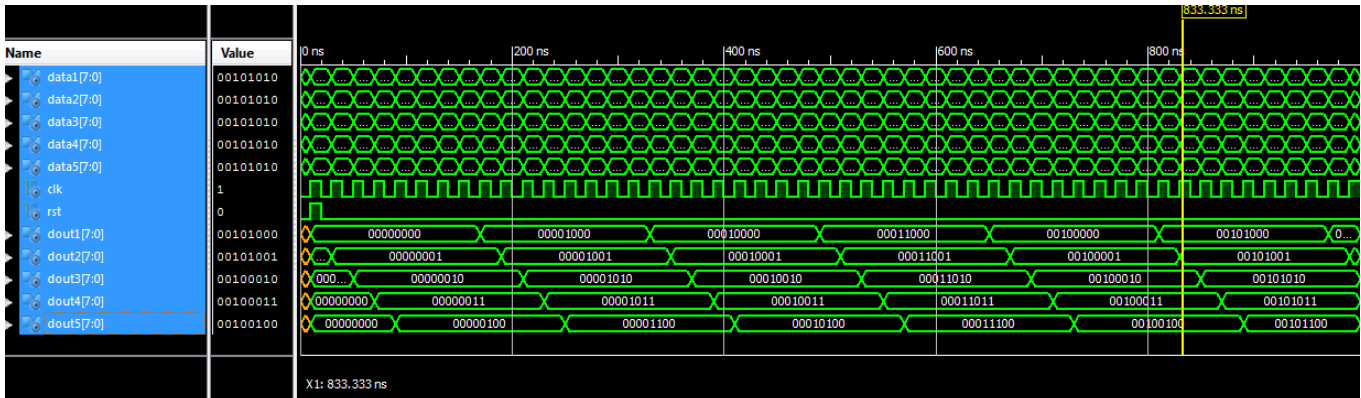 833.333 ns
Name Value 0 ns 200 ns 400 ns 600 ns 800 ns
data1[7:0] 00101010 ... ... ... ... ... ... ... ... ... ... ... ... ... ... ... ... ... ... ... ... ... ... ... ... ... ... ... ... ... ... ... ... ... ... ... ... ... ... ... ... ... ... ... ... ... ... ... ... ...
data2[7:0] 00101010
data3[7:0] 00101010
data4[7:0] 00101010
data5[7:0] 00101010
clk 1
rst 0
dout1[7:0] 00101000 00000000 00001000 00010000 00011000 00100000 00101000 0...
dout2[7:0] 00101001 ... 00000001 00001001 00010001 00011001 00100001 00101001
dout3[7:0] 00100010 000... 00000010 00001010 00010010 00011010 00100010 00101010
dout4[7:0] 00100011 00000000 00000011 00001011 00010011 00011011 00100011 00101011
dout5[7:0] 00100100 00000000 00000100 00001100 00010100 00011100 00100100 00101100
X1: 833.333 ns